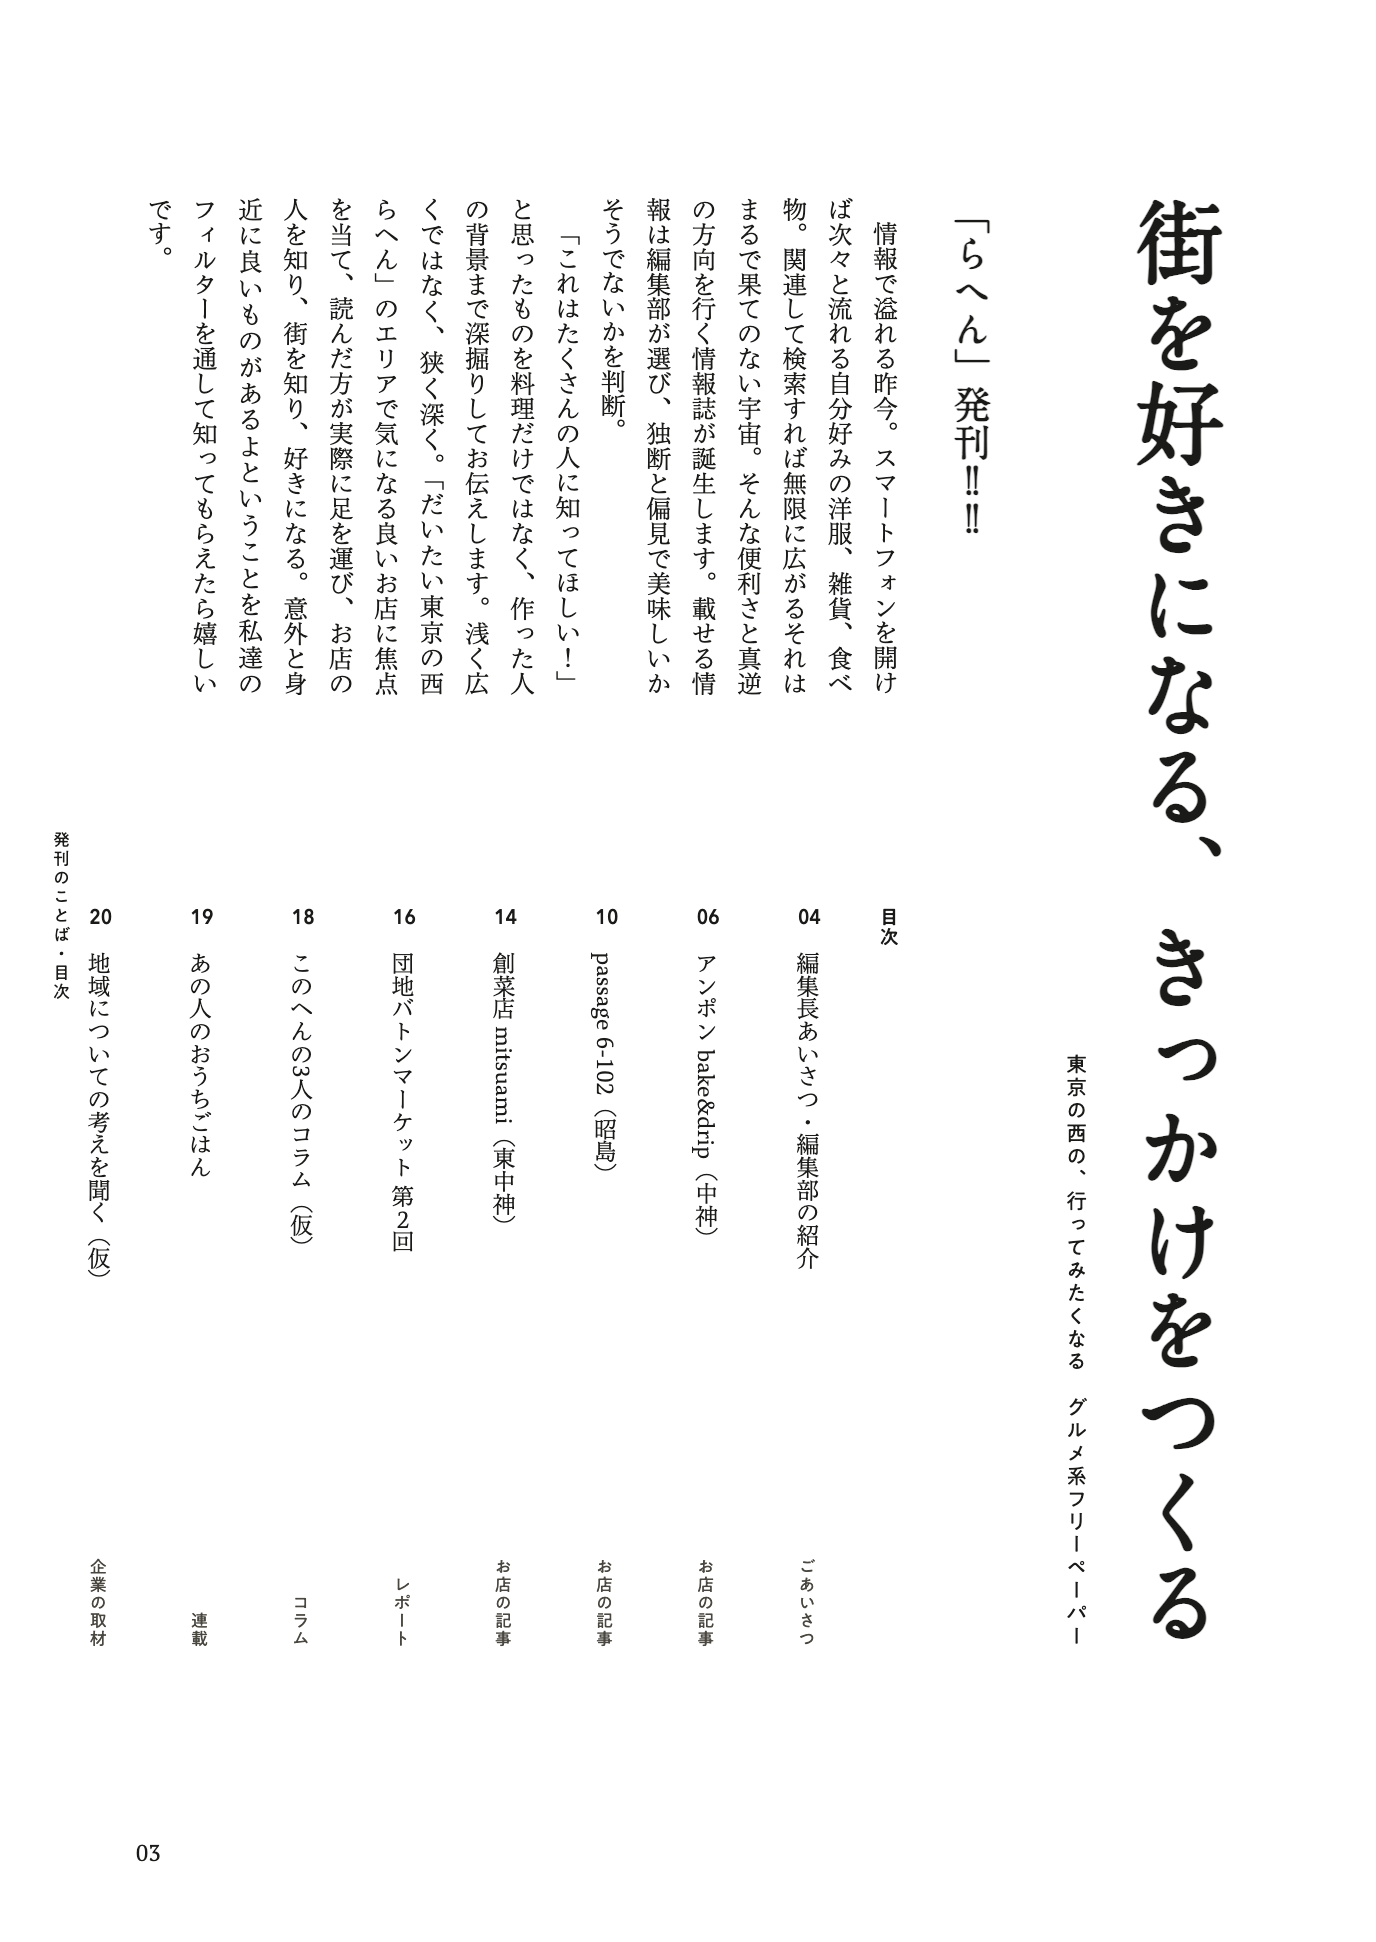 街を好きになる、きっかけをつくる
東京の西の、行ってみたくなる　グルメ系フリーペーパー
「らへん」発刊‼‼
　情報で溢れる昨今。スマートフォンを開け
ば次々と流れる自分好みの洋服、雑貨、食べ
物。関連して検索すれば無限に広がるそれは
まるで果てのない宇宙。そんな便利さと真逆
の方向を行く情報誌が誕生します。載せる情
報は編集部が選び、独断と偏見で美味しいか
そうでないかを判断。
　「これはたくさんの人に知ってほしい！」
と思ったものを料理だけではなく、作った人
の背景まで深掘りしてお伝えします。浅く広
くではなく、狭く深く。「だいたい東京の西
らへん」のエリアで気になる良いお店に焦点
を当て、読んだ方が実際に足を運び、お店の
人を知り、街を知り、好きになる。意外と身
近に良いものがあるよということを私達の
フィルターを通して知ってもらえたら嬉しい
です。
目次
04　編集長あいさつ・編集部の紹介　ごあいさつ
06　アンポン bake&drip（中神）　お店の記事
10　passage 6-102（昭島）　お店の記事
14　創菜店 mitsuami（東中神）　お店の記事
16　団地バトンマーケット 第2回　レポート
18　このへんの3人のコラム（仮）　コラム
19　あの人のおうちごはん　連載
20　地域についての考えを聞く（仮）　企業の取材
発刊のことば・目次
03